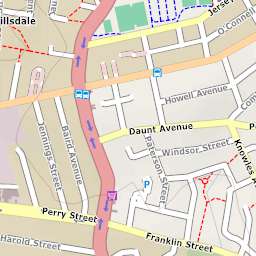 illsdale
Jersey
O'Connell
Howell Avenue
Daunt Avenue
Windsor Street
Paterson Street
Knowles A
Jennings Street
Baird Avenue
Perry Street
P
Franklin Street
Harold Street